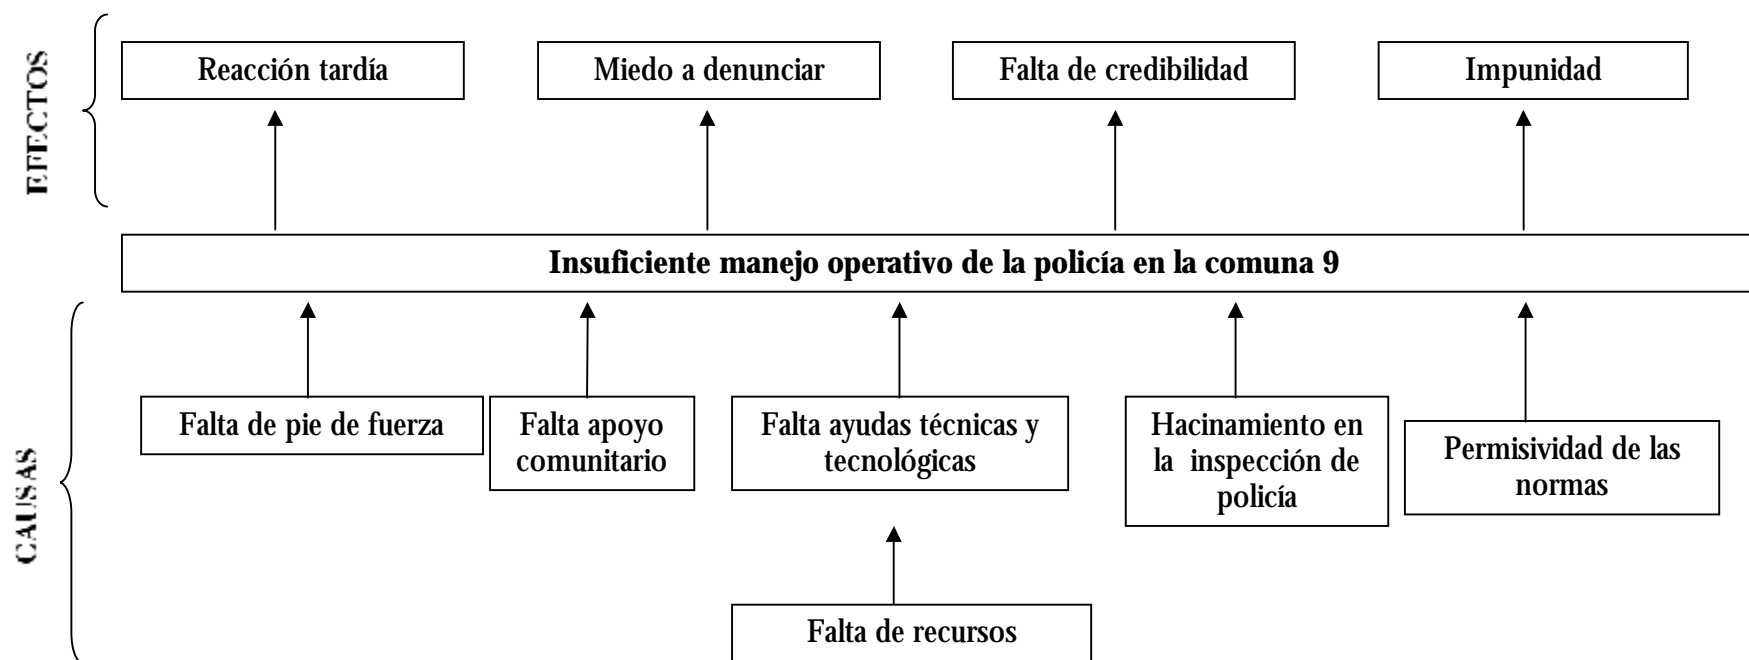 EFECTOS
Reacción tardía
Miedo a denunciar
Falta de credibilidad
Impunidad
Insuficiente manejo operativo de la policía en la comuna 9
CAUSAS
Falta de pie de fuerza
Falta apoyo
comunitario
Falta ayudas técnicas y
tecnológicas
Hacinamiento en
la inspección de
policía
Permisividad de las
normas
Falta de recursos